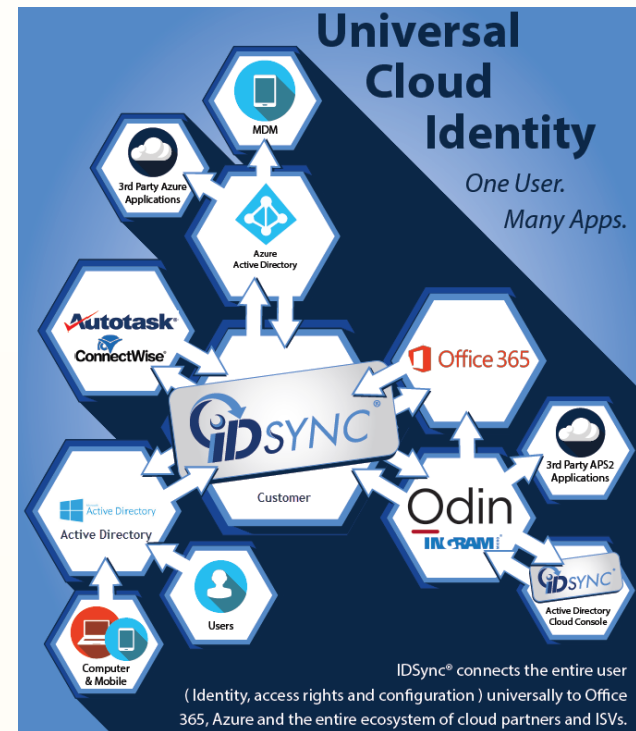 Universal
Cloud
Identity
One User.
Many Apps.
MDM
3rd Party Azure
Applications
Azure
Active Directory
Autotask®
ConnectWise®
Office 365
iDSYNC®
Customer
3rd Party APS2
Applications
Active Directory
Active Directory
Odin
INGRAM
iDSYNC®
Active Directory
Cloud Console
Users
Computer
& Mobile
IDSync® connects the entire user
( Identity, access rights and configuration ) universally to Office
365, Azure and the entire ecosystem of cloud partners and ISVs.